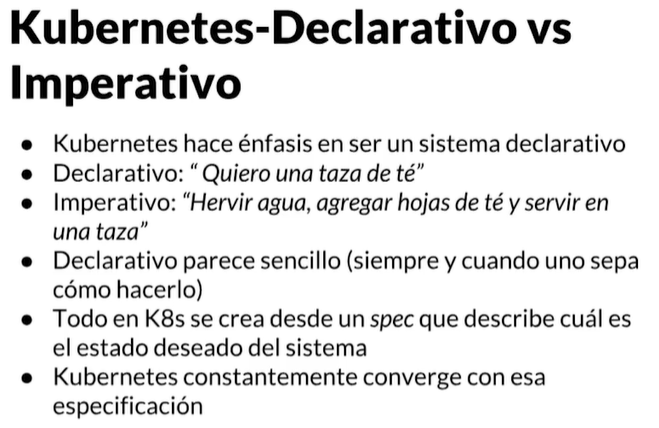 Kubernetes-Declarativo vs
Imperativo
● Kubernetes hace énfasis en ser un sistema declarativo
● Declarativo: “ Quiero una taza de té”
● Imperativo: “Hervir agua, agregar hojas de té y servir en
una taza”
● Declarativo parece sencillo (siempre y cuando uno sepa
cómo hacerlo)
● Todo en K8s se crea desde un spec que describe cuál es
el estado deseado del sistema
● Kubernetes constantemente converge con esa
especificación